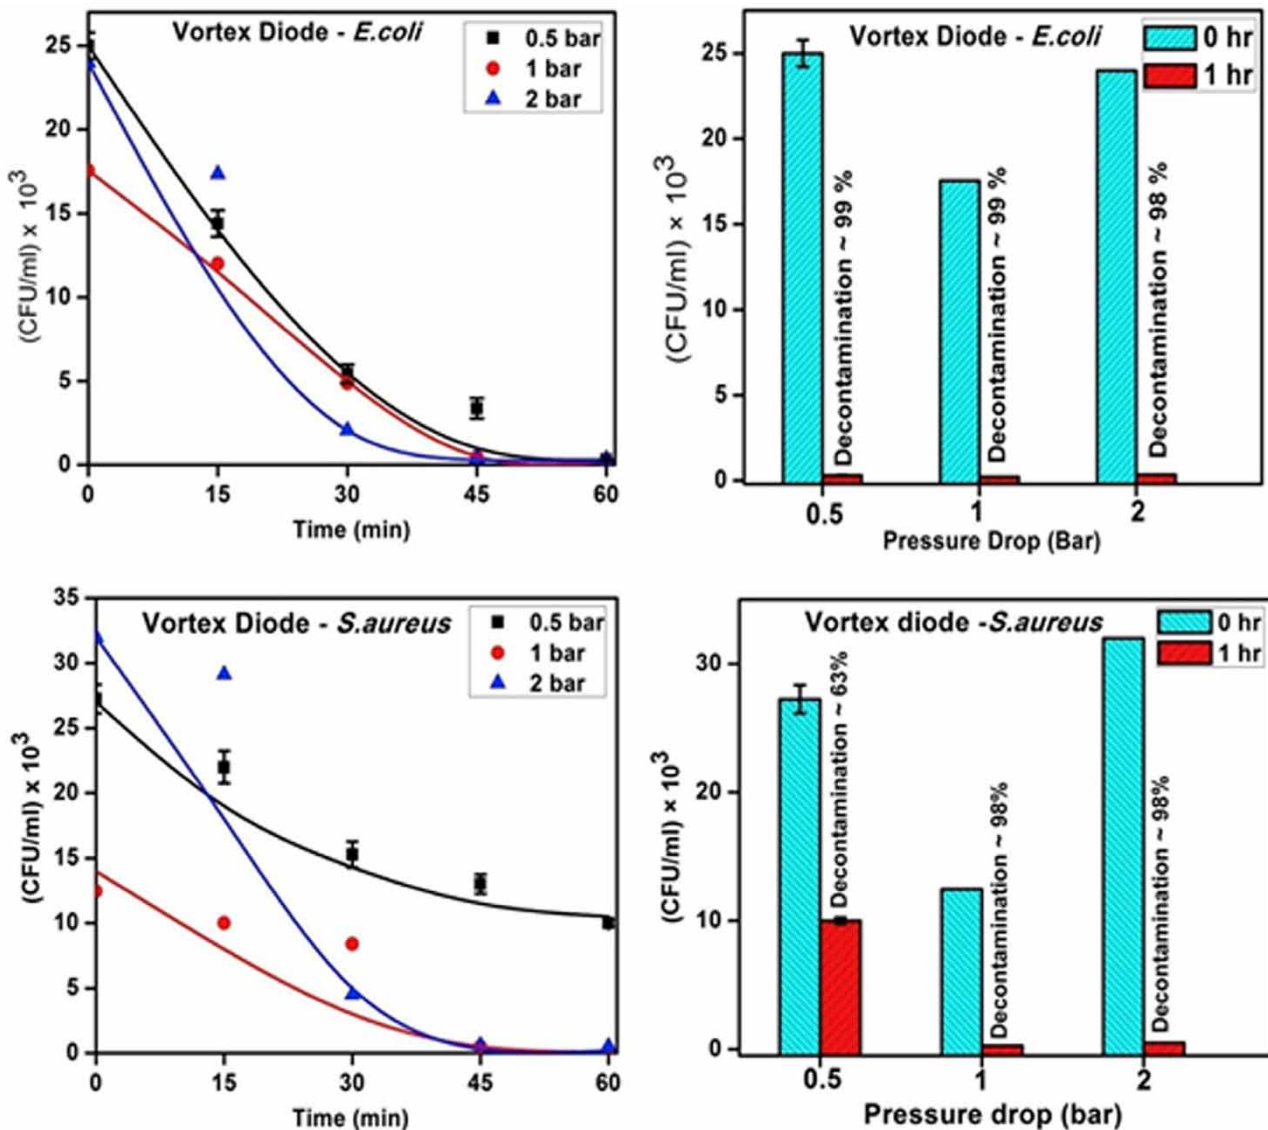 Vortex Diode - E.coli
0.5 bar
1 bar
2 bar
(CFU/ml) x 10³
25
20
15
10
5
0
0 15 30 45 60
Time (min)
Vortex Diode - E.coli
0 hr
1 hr
(CFU/ml) × 10³
25
20
15
10
5
0
Decontamination ~ 99 %
Decontamination ~ 99 %
Decontamination ~ 98 %
0.5 1 2
Pressure Drop (Bar)
Vortex Diode - S.aureus
0.5 bar
1 bar
2 bar
(CFU/ml) x 10³
35
30
25
20
15
10
5
0
0 15 30 45 60
Time (min)
Vortex diode -S.aureus
0 hr
1 hr
(CFU/ml) × 10³
30
20
10
0
Decontamination ~ 63%
Decontamination ~ 98%
Decontamination ~ 98%
0.5 1 2
Pressure drop (bar)